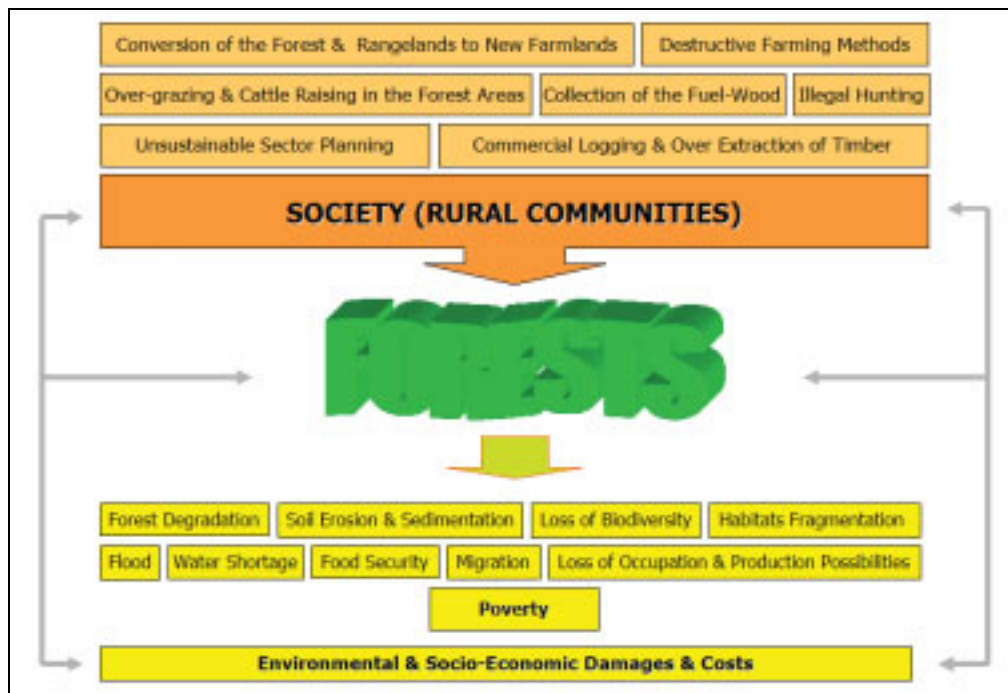 Conversion of the Forest & Rangelands to New Farmlands
Destructive Farming Methods
Over-grazing & Cattle Raising in the Forest Areas
Collection of the Fuel-Wood
Illegal Hunting
Unsustainable Sector Planning
Commercial Logging & Over Extraction of Timber
SOCIETY (RURAL COMMUNITIES)
FORESTS
Forest Degradation
Soil Erosion & Sedimentation
Loss of Biodiversity
Habitats Fragmentation
Flood
Water Shortage
Food Security
Migration
Loss of Occupation & Production Possibilities
Poverty
Environmental & Socio-Economic Damages & Costs